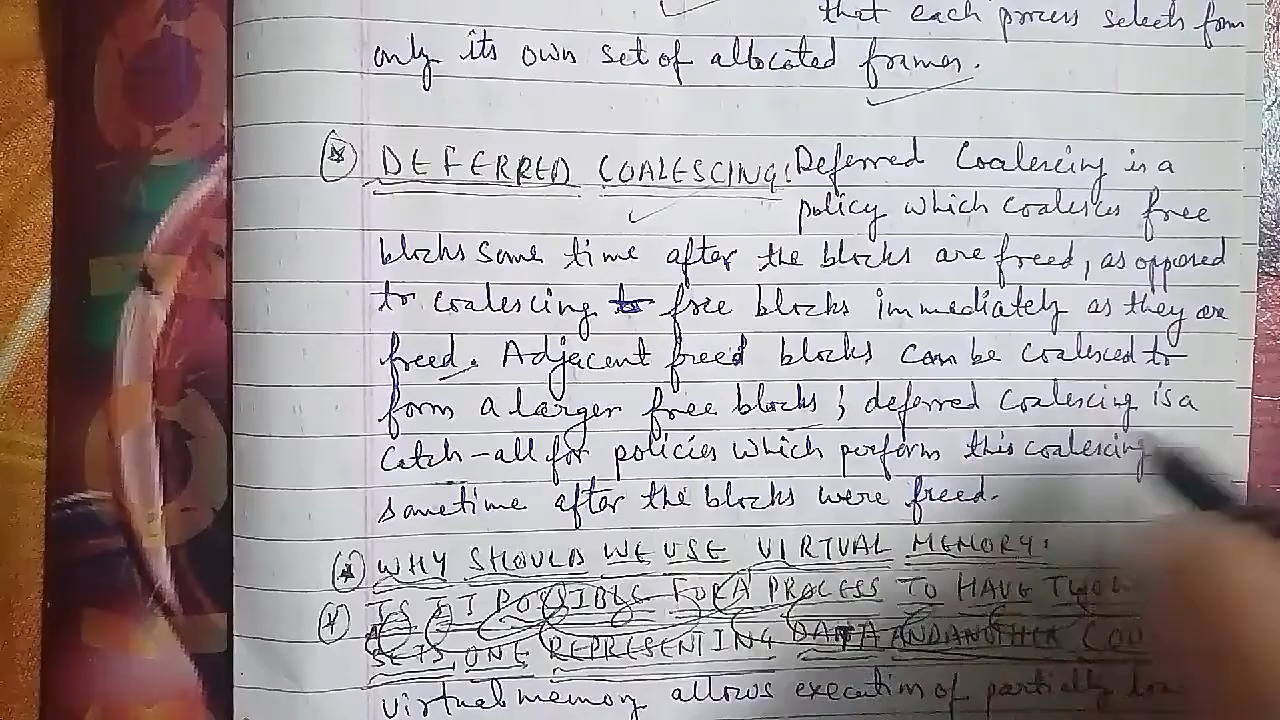 that each process selects form
only its own set of allocated frames.
DEFERRED COALESCING: Deferred Coalescing is a
policy which coalesces free
blocks some time after the blocks are freed, as opposed
to coalescing free blocks immediately as they are
freed. Adjacent freed blocks can be coalesced to
form a larger free blocks; deferred coalescing is a
catch-all for policies which perform this coalescing
sometime after the blocks were freed.
WHY SHOULD WE USE VIRTUAL MEMORY:
IS IT POSSIBLE FOR A PROCESS TO HAVE TWO
SETS, ONE REPRESENTING DATA AND ANOTHER
virtual memory allows execution of partially